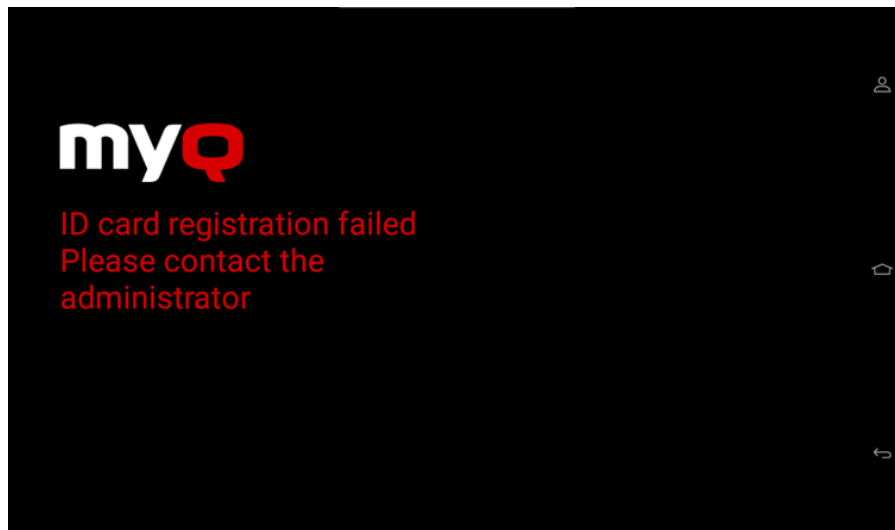 myQ
ID card registration failed
Please contact the
administrator